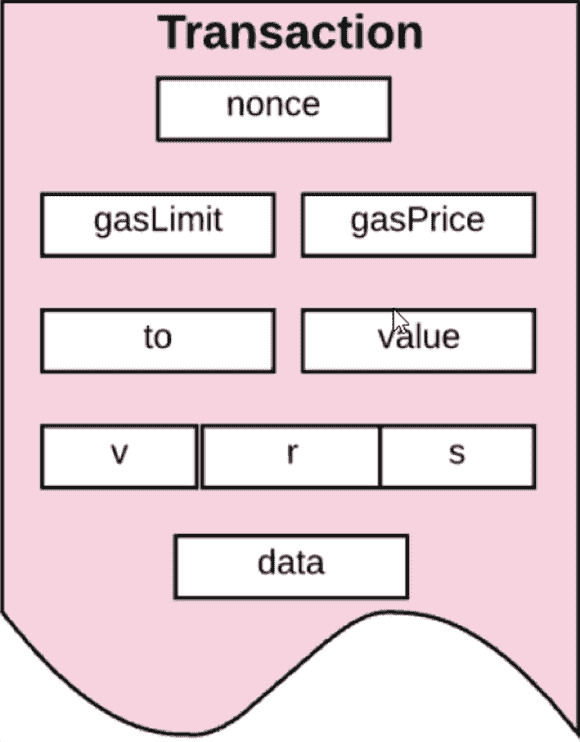 Transaction
nonce
gasLimit gasPrice
to value
v r s
data